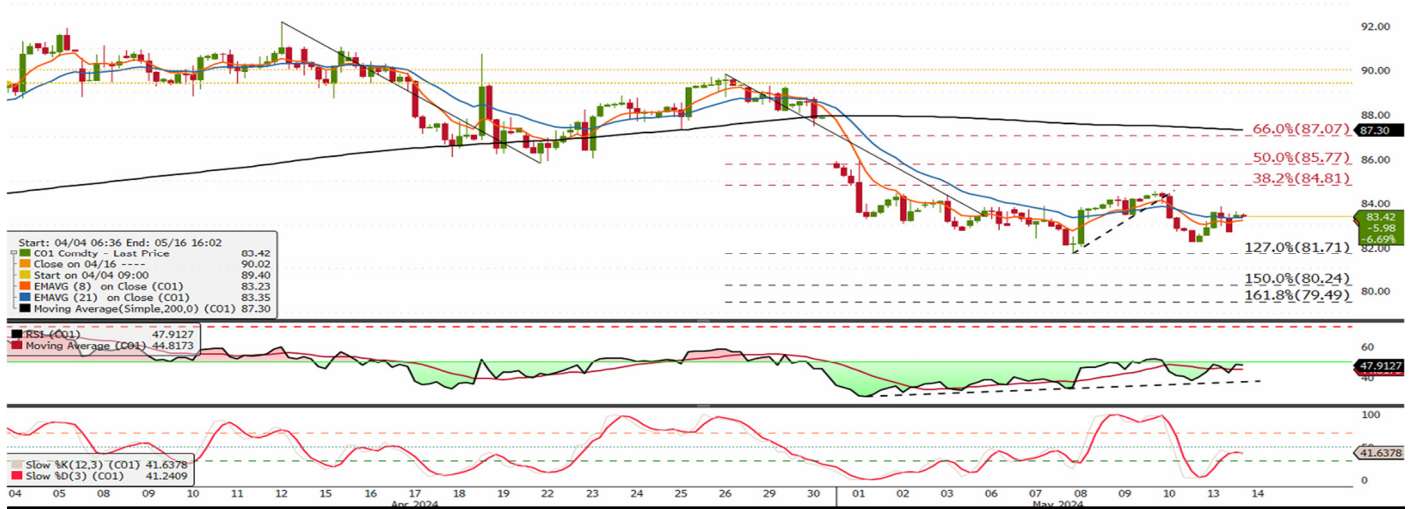 92.00
90.00
88.00
66.0%(87.07)
87.30
86.00
50.0%(85.77)
38.2%(84.81)
84.00
83.42
-5.98
-6.69%
82.00
127.0%(81.71)
150.0%(80.24)
80.00
161.8%(79.49)
Start: 04/04 06:36 End: 05/16 16:02
CO1 Comdty - Last Price 83.42
Close on 04/16 ---- 90.02
Start on 04/04 09:00 89.40
EMAVG (8) on Close (CO1) 83.23
EMAVG (21) on Close (CO1) 83.35
Moving Average(Simple,200,0) (CO1) 87.30
RSI (CO1) 47.9127
Moving Average (CO1) 44.8173
60
47.9127
40
100
50
41.6378
0
Slow %K(12,3) (CO1) 41.6378
Slow %D(3) (CO1) 41.2409
04 05 08 09 10 11 12 15 16 17 18 19 22 23 24 25 26 29 30 01 02 03 06 07 08 09 10 13 14
Apr 2024 May 2024